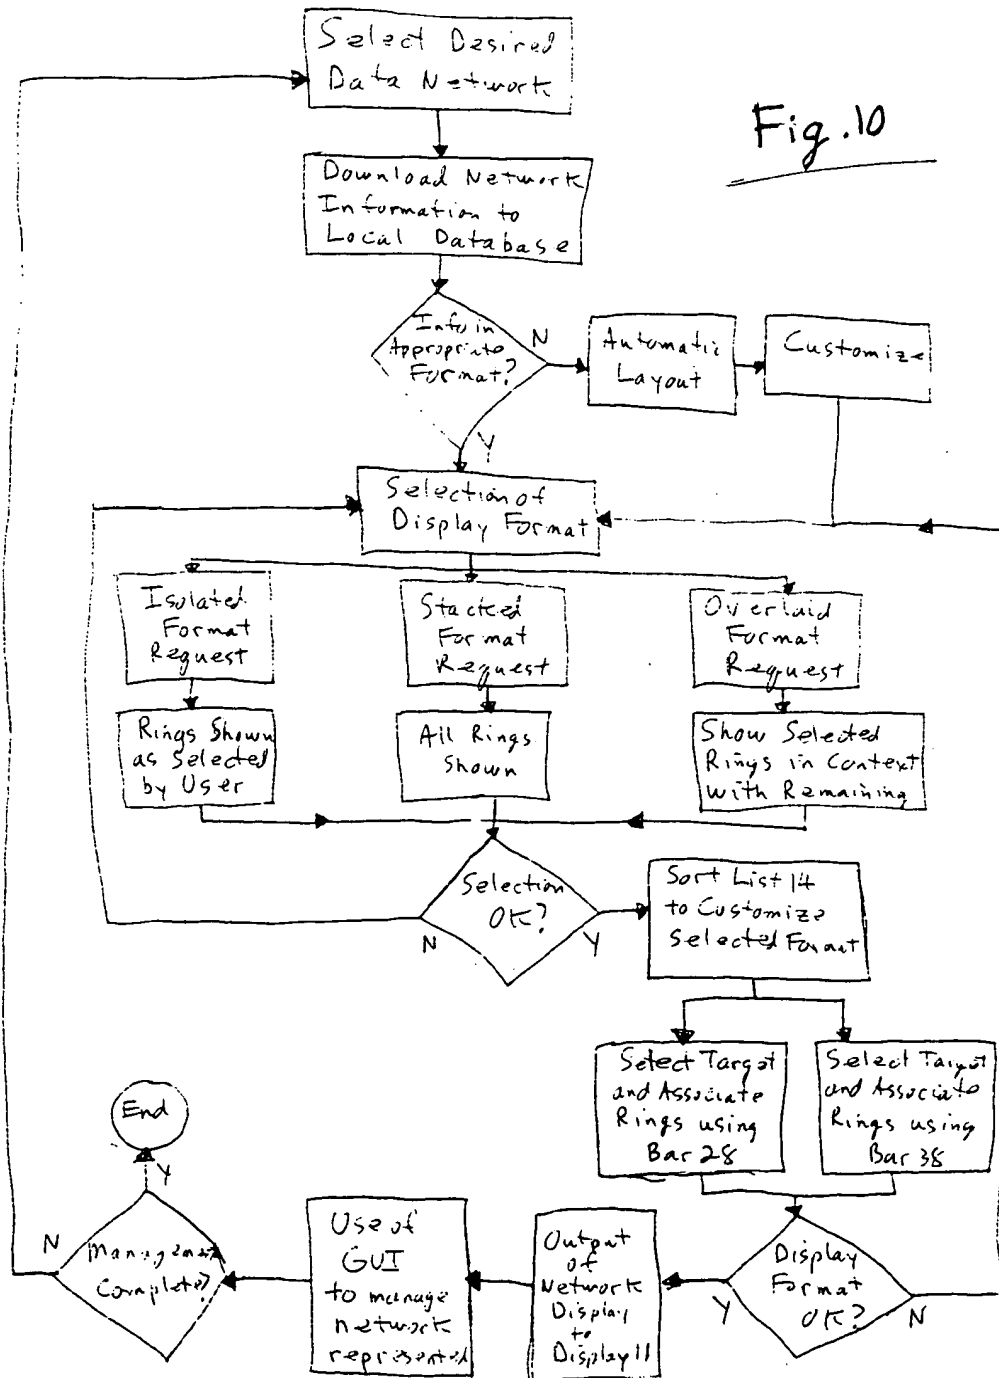 Select Desired
Data Network
Fig. 10
Download Network
Information to
Local Database
Info in
Appropriate
Format?
N
Y
Automatic
Layout
Customize
Selection of
Display Format
Isolated
Format
Request
Stacked
Format
Request
Overlaid
Format
Request
Rings Shown
as Selected
by User
All Rings
Shown
Show Selected
Rings in Context
with Remaining
Selection
OK?
N
Y
Sort List 14
to Customize
Selected Format
Select Target
and Associate
Rings using
Bar 28
Select Target
and Associate
Rings using
Bar 38
End
Y
N
Management
Complete?
Use of
GUI
to manage
network
represented
Output
of
Network
Display
to
Display 11
Display
Format
OK?
Y
N